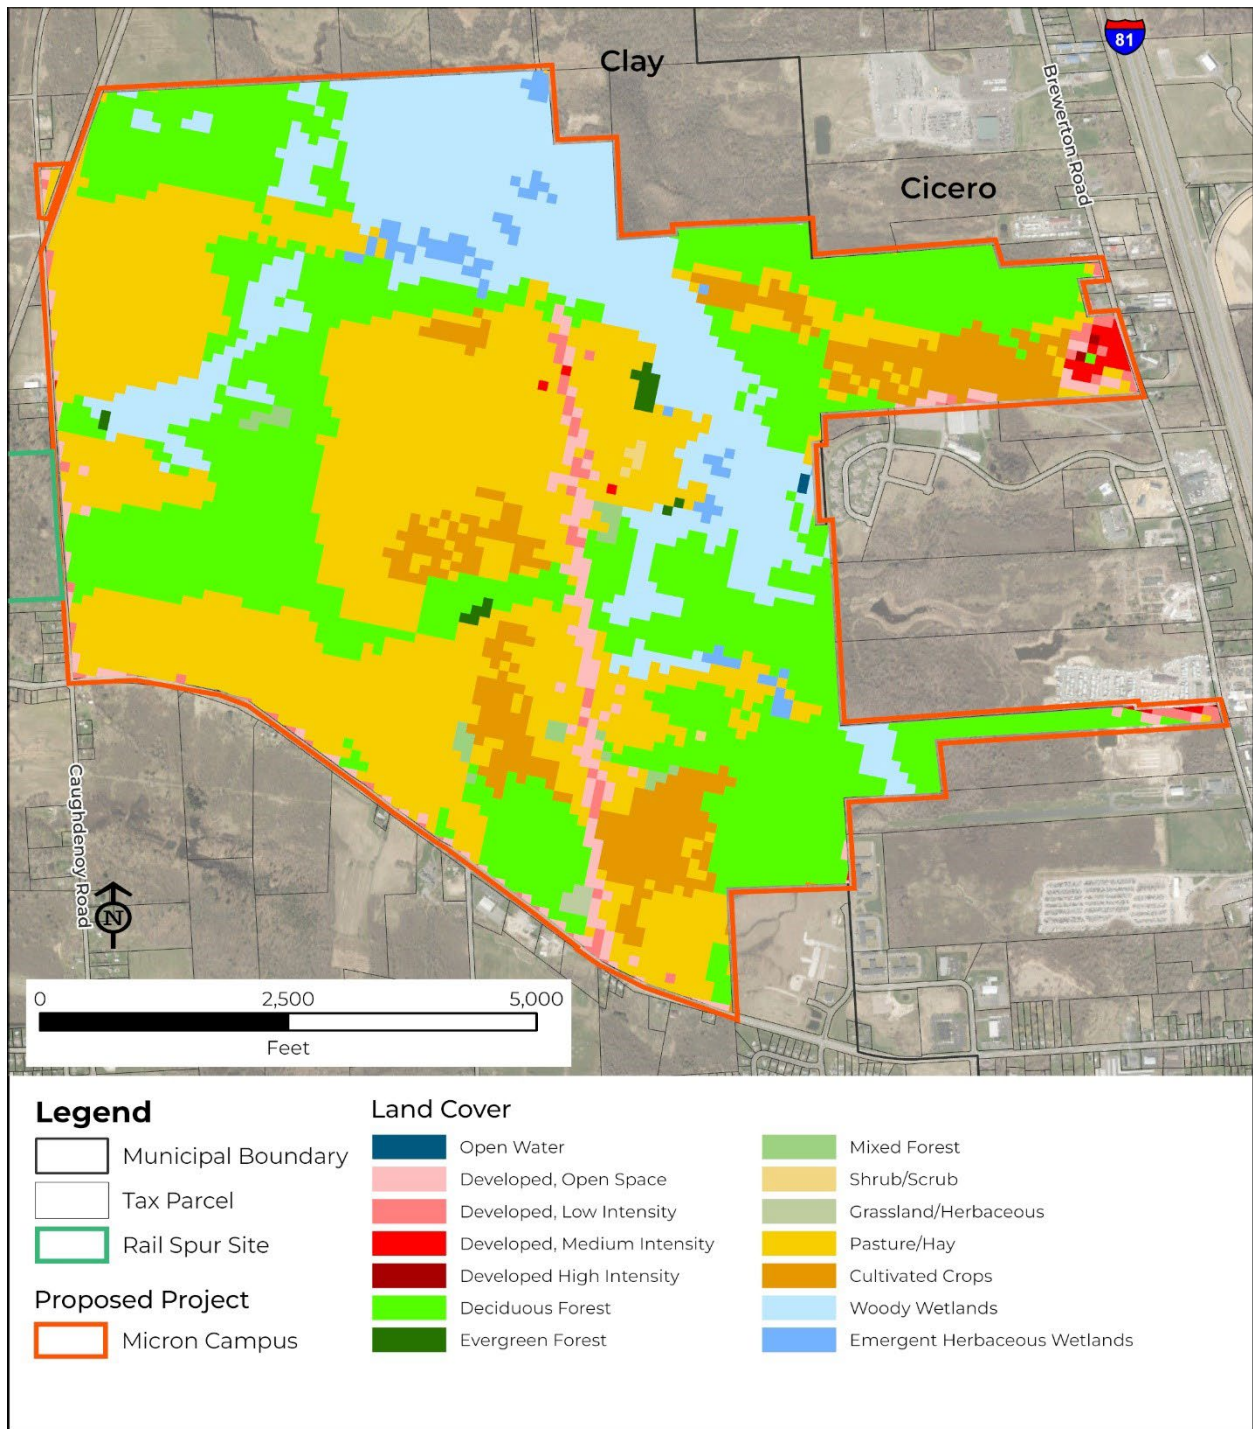 Clay
81
Brewerton Road
Cicero
Caughdenoy Road
N
0 2,500 5,000
Feet
Legend
Municipal Boundary
Tax Parcel
Rail Spur Site
Proposed Project
Micron Campus
Land Cover
Open Water
Developed, Open Space
Developed, Low Intensity
Developed, Medium Intensity
Developed High Intensity
Deciduous Forest
Evergreen Forest
Mixed Forest
Shrub/Scrub
Grassland/Herbaceous
Pasture/Hay
Cultivated Crops
Woody Wetlands
Emergent Herbaceous Wetlands